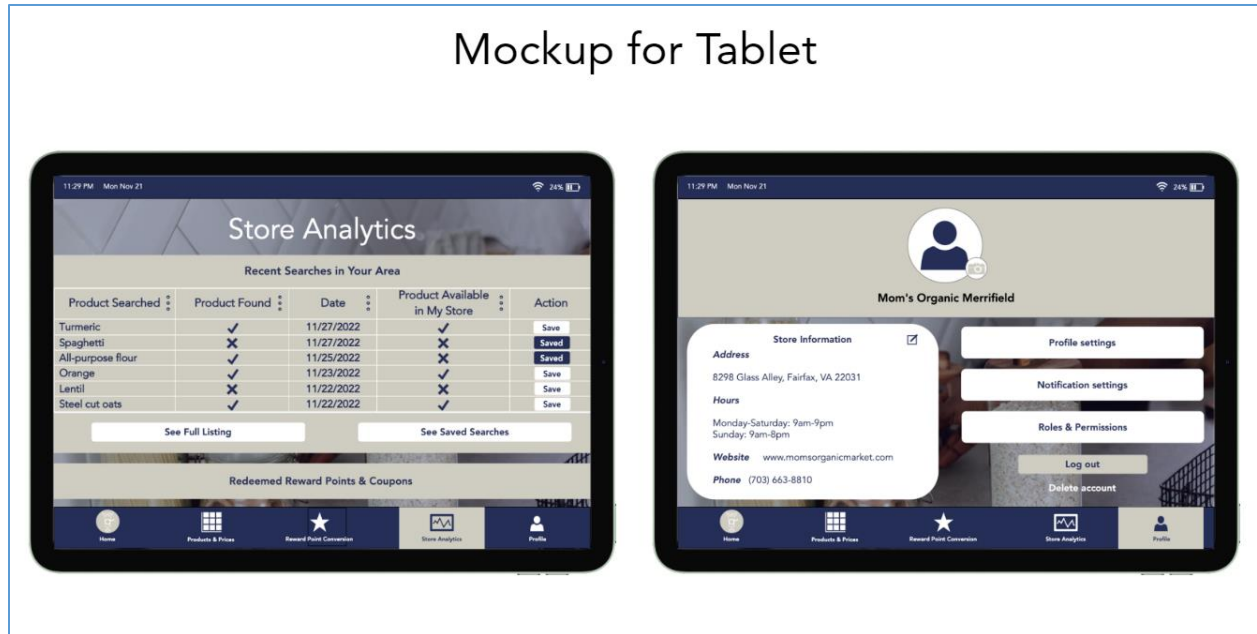 Mockup for Tablet
11:29 PM Mon Nov 21
24%
Store Analytics
Recent Searches in Your Area
Product Searched Product Found Date Product Available in My Store Action
Turmeric 11/27/2022 Save
Spaghetti 11/27/2022 Saved
All-purpose flour 11/25/2022 Saved
Orange 11/23/2022 Save
Lentil 11/22/2022 Save
Steel cut oats 11/22/2022 Save
See Full Listing See Saved Searches
Redeemed Reward Points & Coupons
Home Products & Prices Reward Point Conversion Store Analytics Profile
11:29 PM Mon Nov 21
24%
Mom's Organic Merrifield
Store Information
Address
8298 Glass Alley, Fairfax, VA 22031
Hours
Monday-Saturday: 9am-9pm
Sunday: 9am-8pm
Website www.momsorganicmarket.com
Phone (703) 663-8810
Profile settings
Notification settings
Roles & Permissions
Log out
Delete account
Home Products & Prices Reward Point Conversion Store Analytics Profile